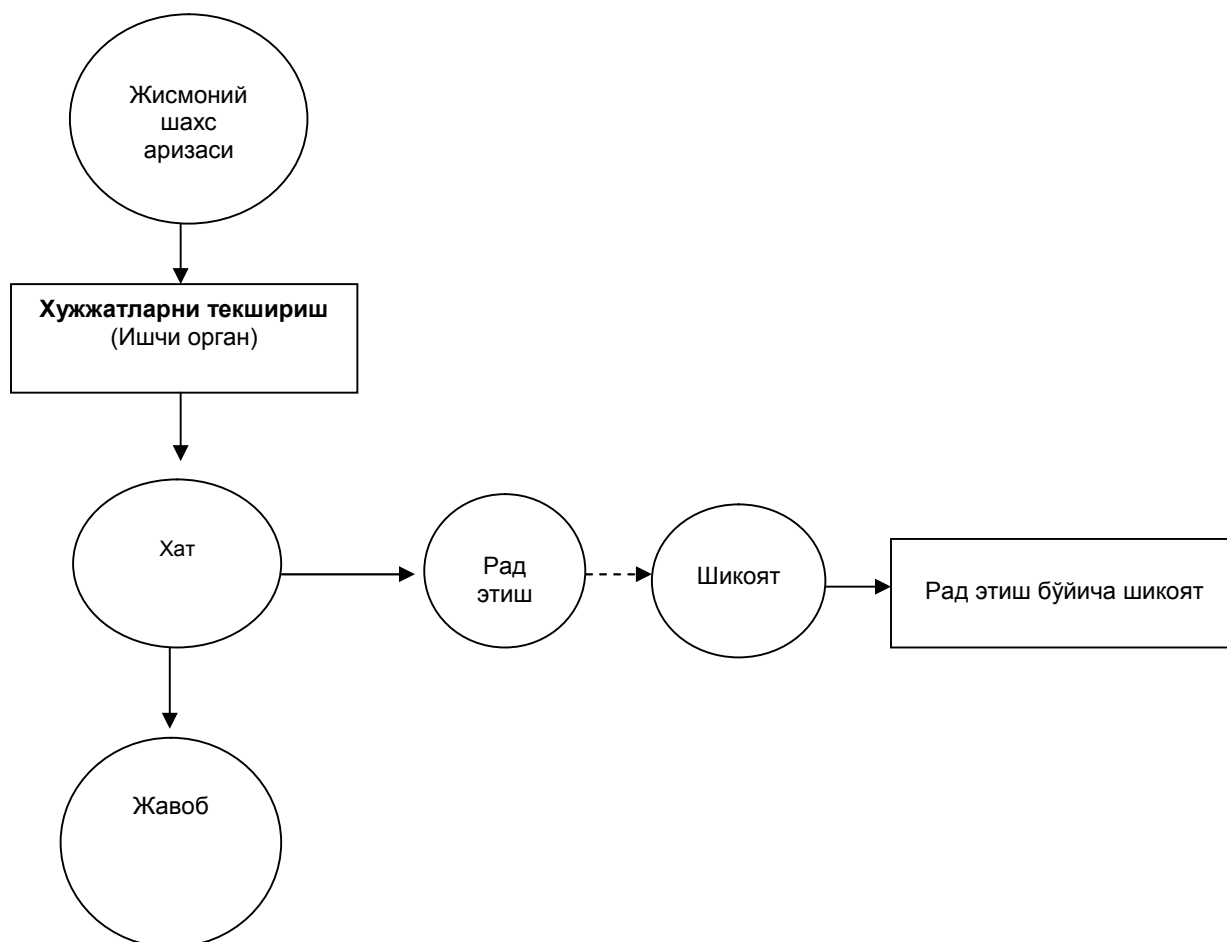 Жисмоний
шахс
аризаси
Хужжатларни текшириш
(Ишчи орган)
Хат
Рад
этиш
Шикоят
Рад этиш бўйича шикоят
Жавоб